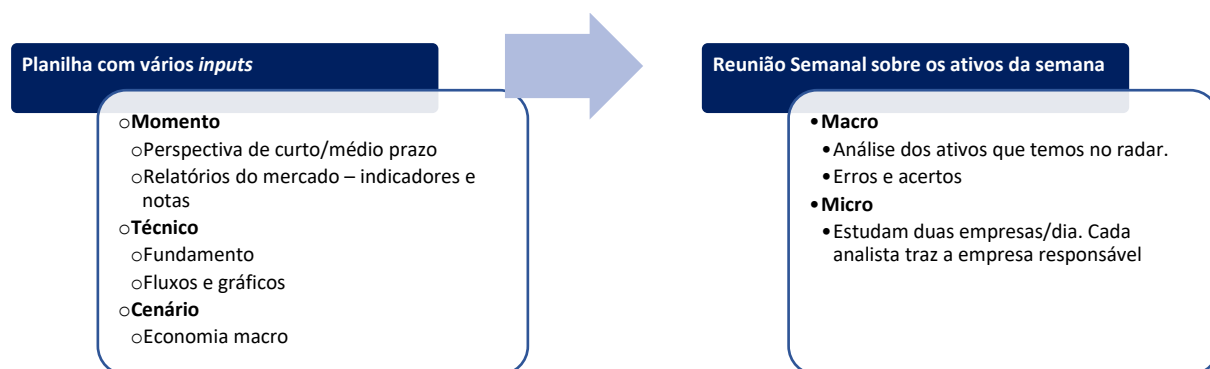 Planilha com vários inputs
oMomento
oPerspectiva de curto/médio prazo
oRelatórios do mercado – indicadores e
notas
oTécnico
oFundamento
oFluxos e gráficos
oCenário
oEconomia macro
Reunião Semanal sobre os ativos da semana
•Macro
•Análise dos ativos que temos no radar.
•Erros e acertos
•Micro
•Estudam duas empresas/dia. Cada
analista traz a empresa responsável